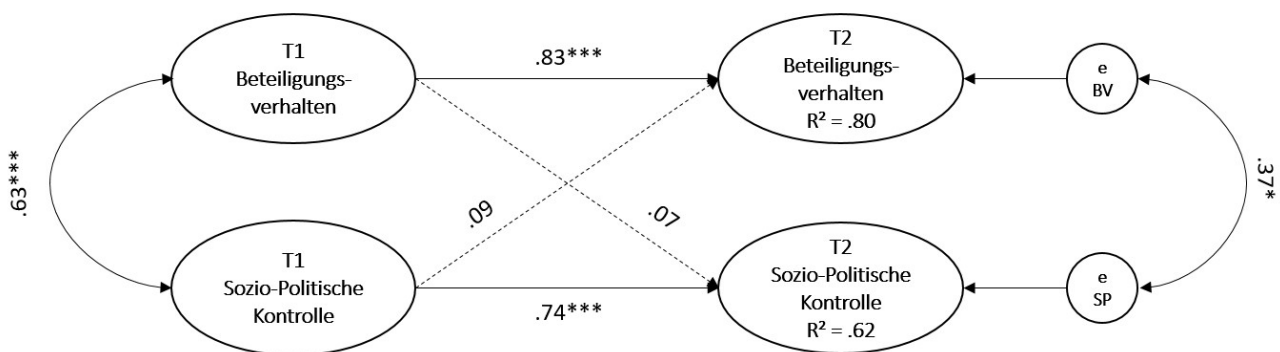 T1
Beteiligungs-
verhalten
.83***
T2
Beteiligungs-
verhalten
R² = .80
e
BV
.63***
.09
.07
.37*
T1
Sozio-Politische
Kontrolle
.74***
T2
Sozio-Politische
Kontrolle
R² = .62
e
SP